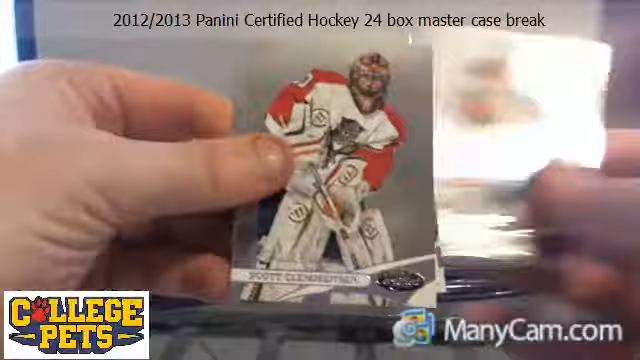 2012/2013 Panini Certified Hockey 24 box master case break
SCOTT CLEMMENSEN
COLLEGE
PETS
ManyCam.com